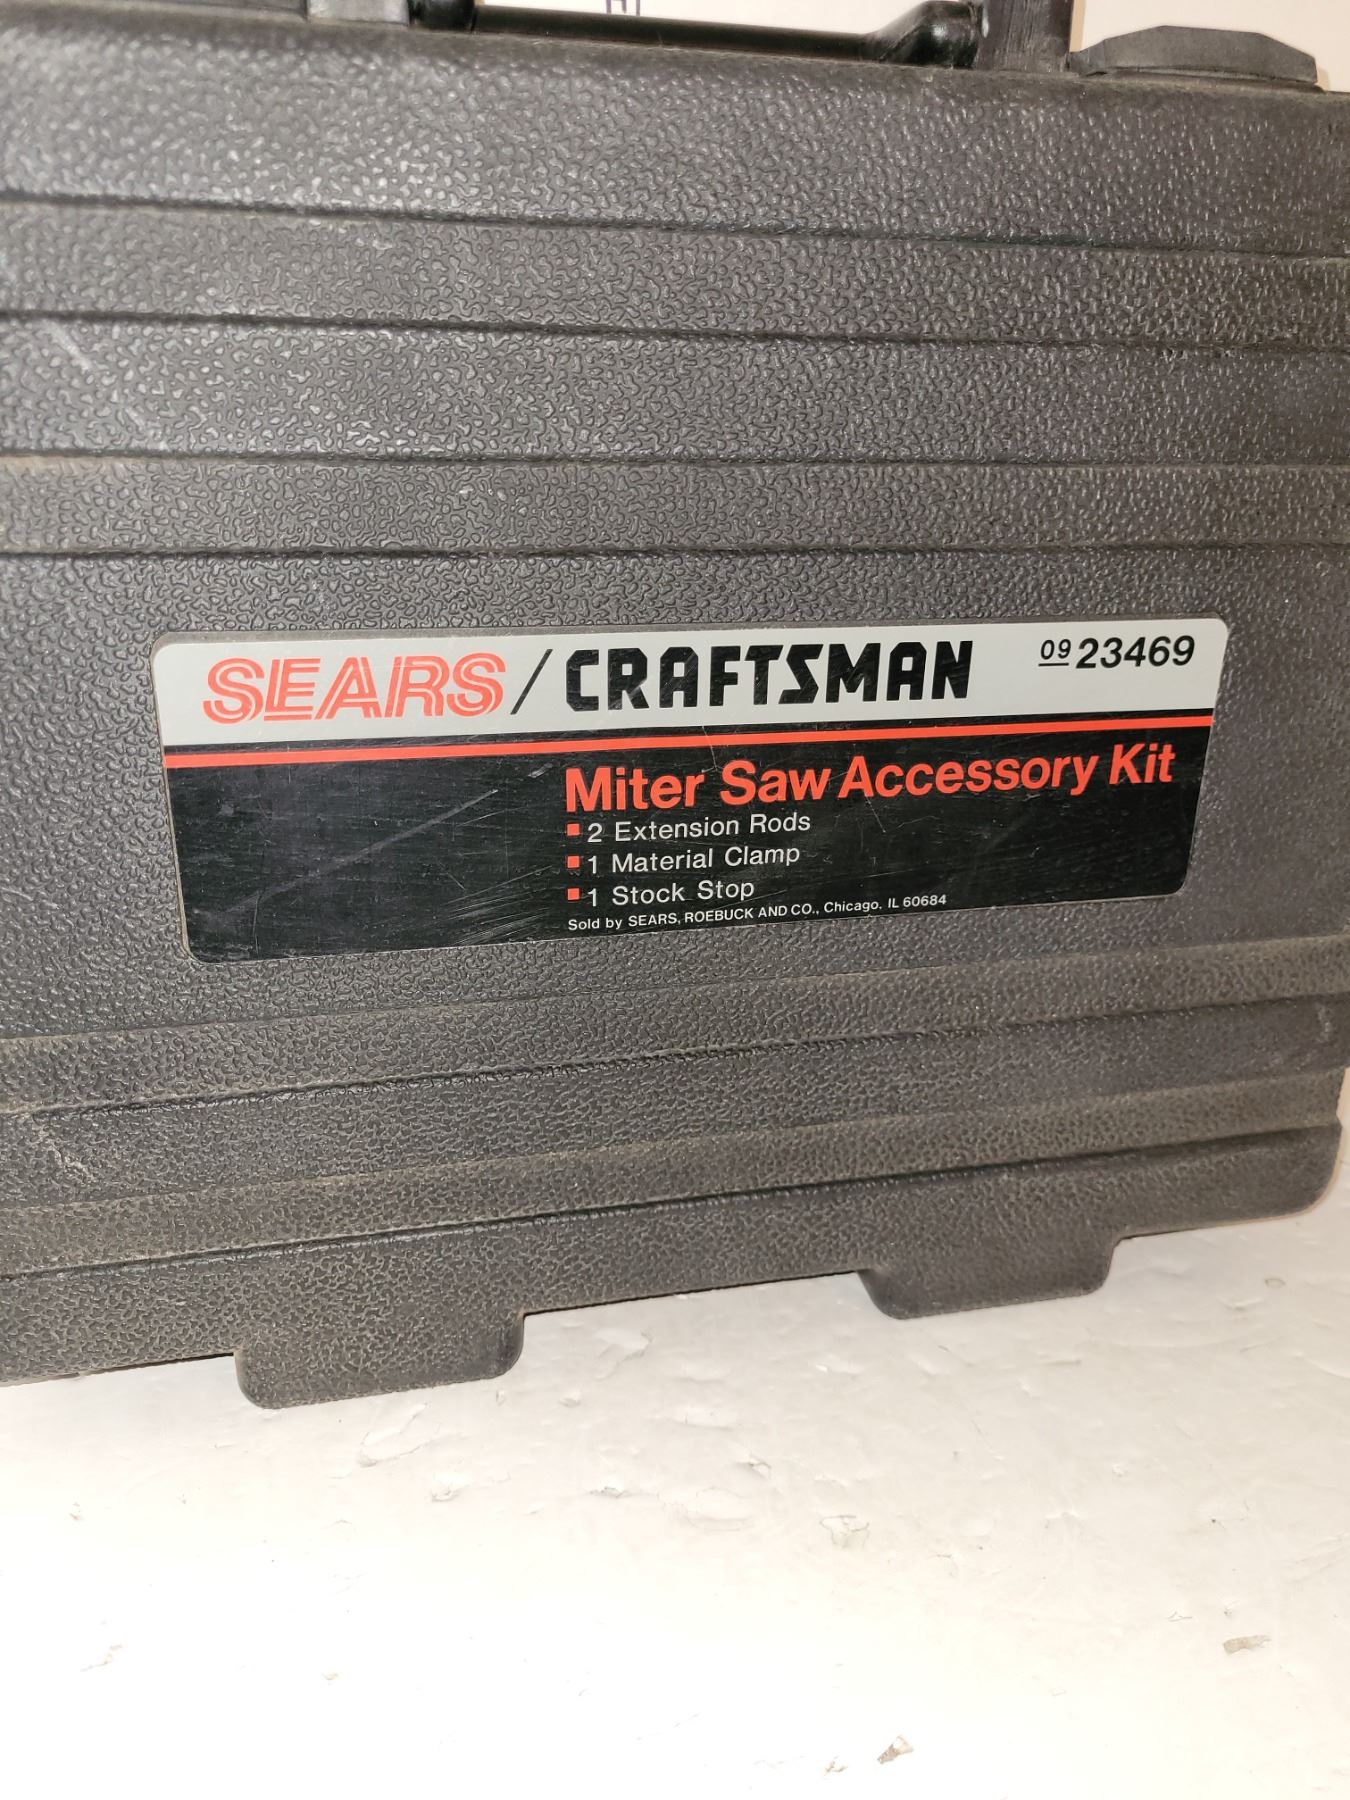 SEARS / CRAFTSMAN 09 23469
Miter Saw Accessory Kit
2 Extension Rods
1 Material Clamp
1 Stock Stop
Sold by SEARS, ROEBUCK AND CO., Chicago, IL 60684